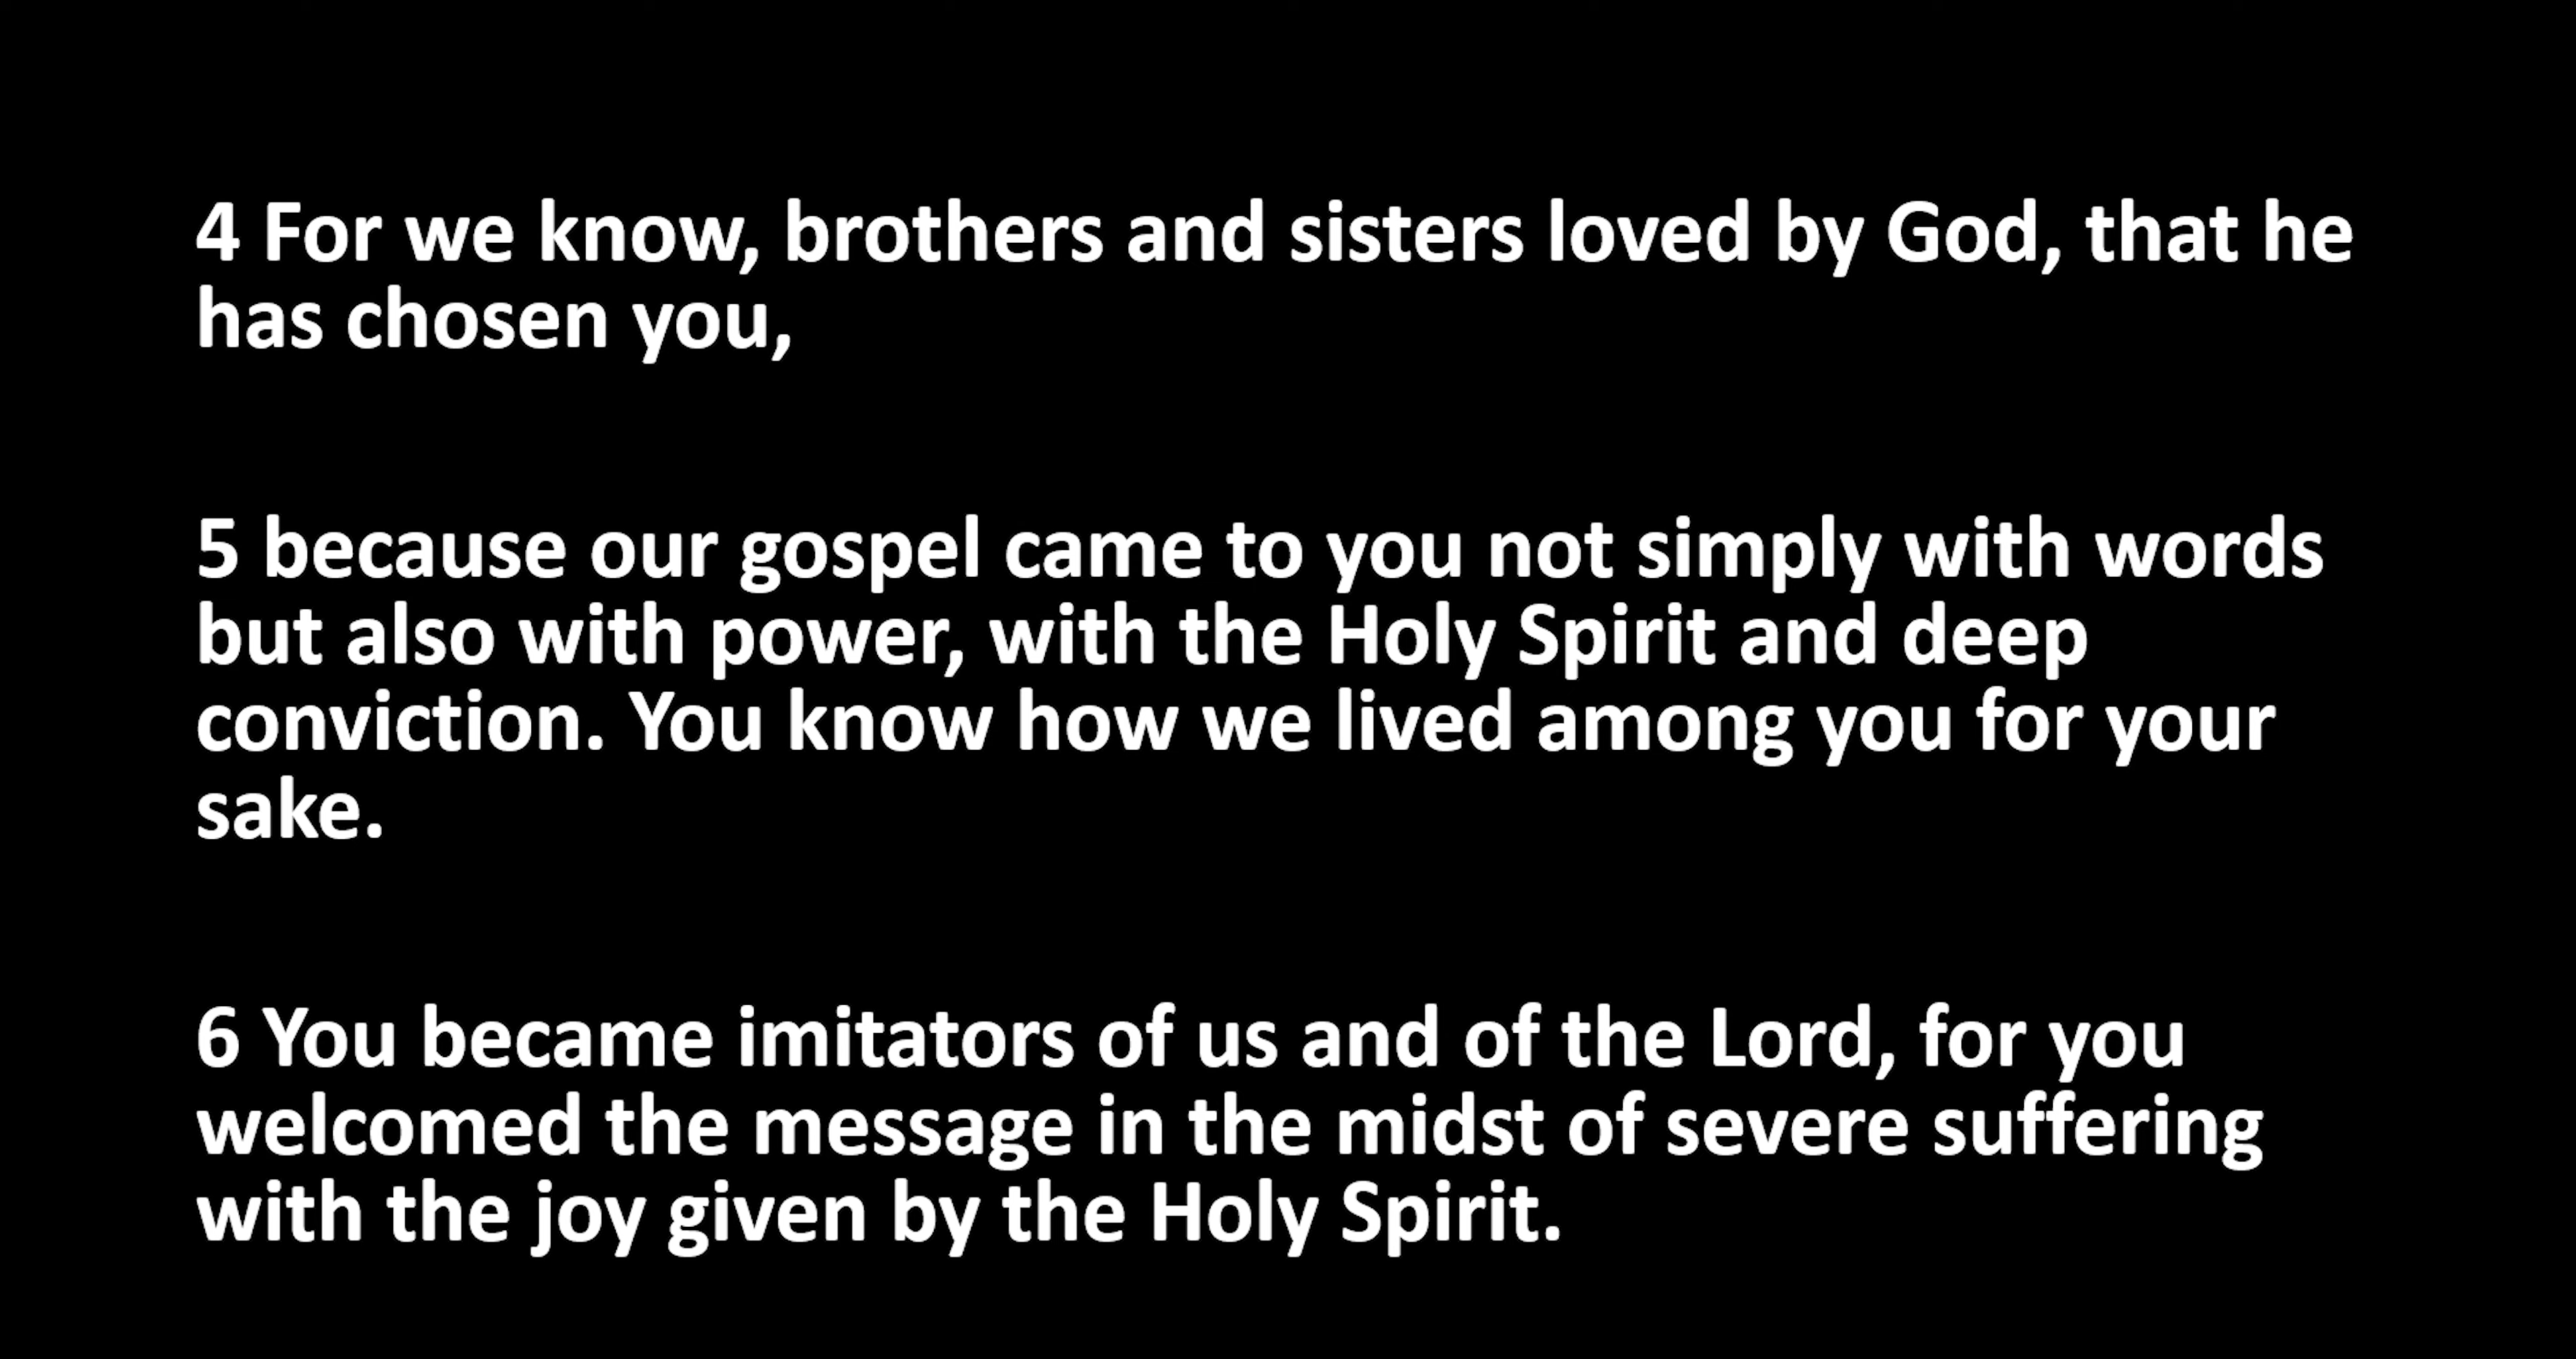 4 For we know, brothers and sisters loved by God, that he
has chosen you,
5 because our gospel came to you not simply with words
but also with power, with the Holy Spirit and deep
conviction. You know how we lived among you for your
sake.
6 You became imitators of us and of the Lord, for you
welcomed the message in the midst of severe suffering
with the joy given by the Holy Spirit.